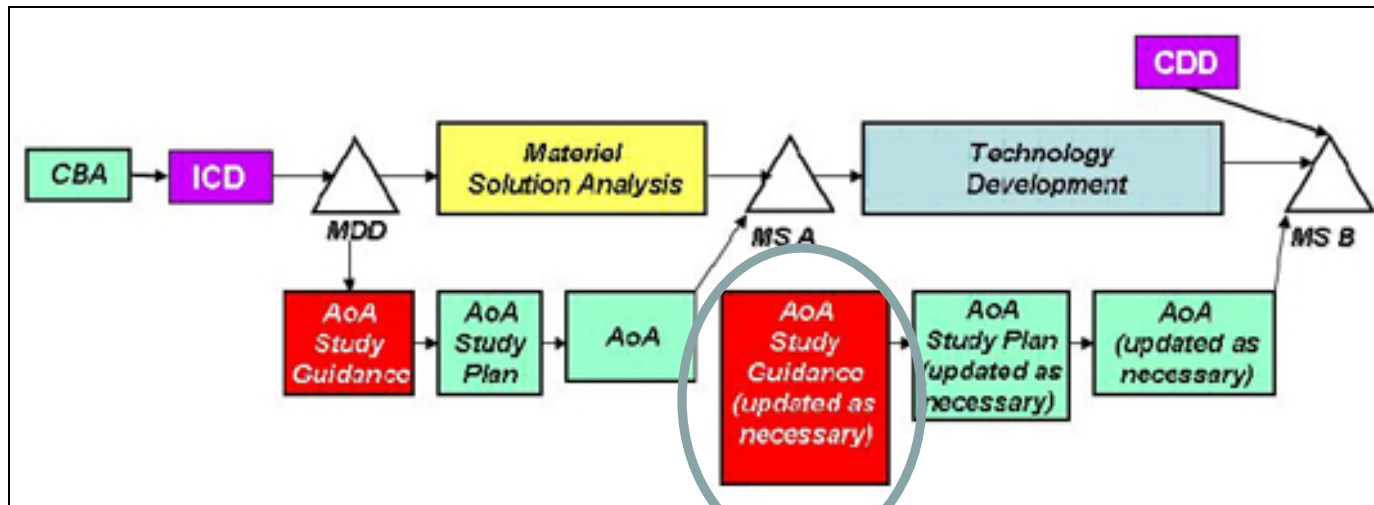 CDD
CBA
ICD
Materiel
Solution Analysis
Technology
Development
MDD
MS A
MS B
AoA
Study
Guidance
AoA
Study
Plan
AoA
AoA
Study
Guidance
(updated as
necessary)
AoA
Study Plan
(updated as
necessary)
AoA
(updated as
necessary)